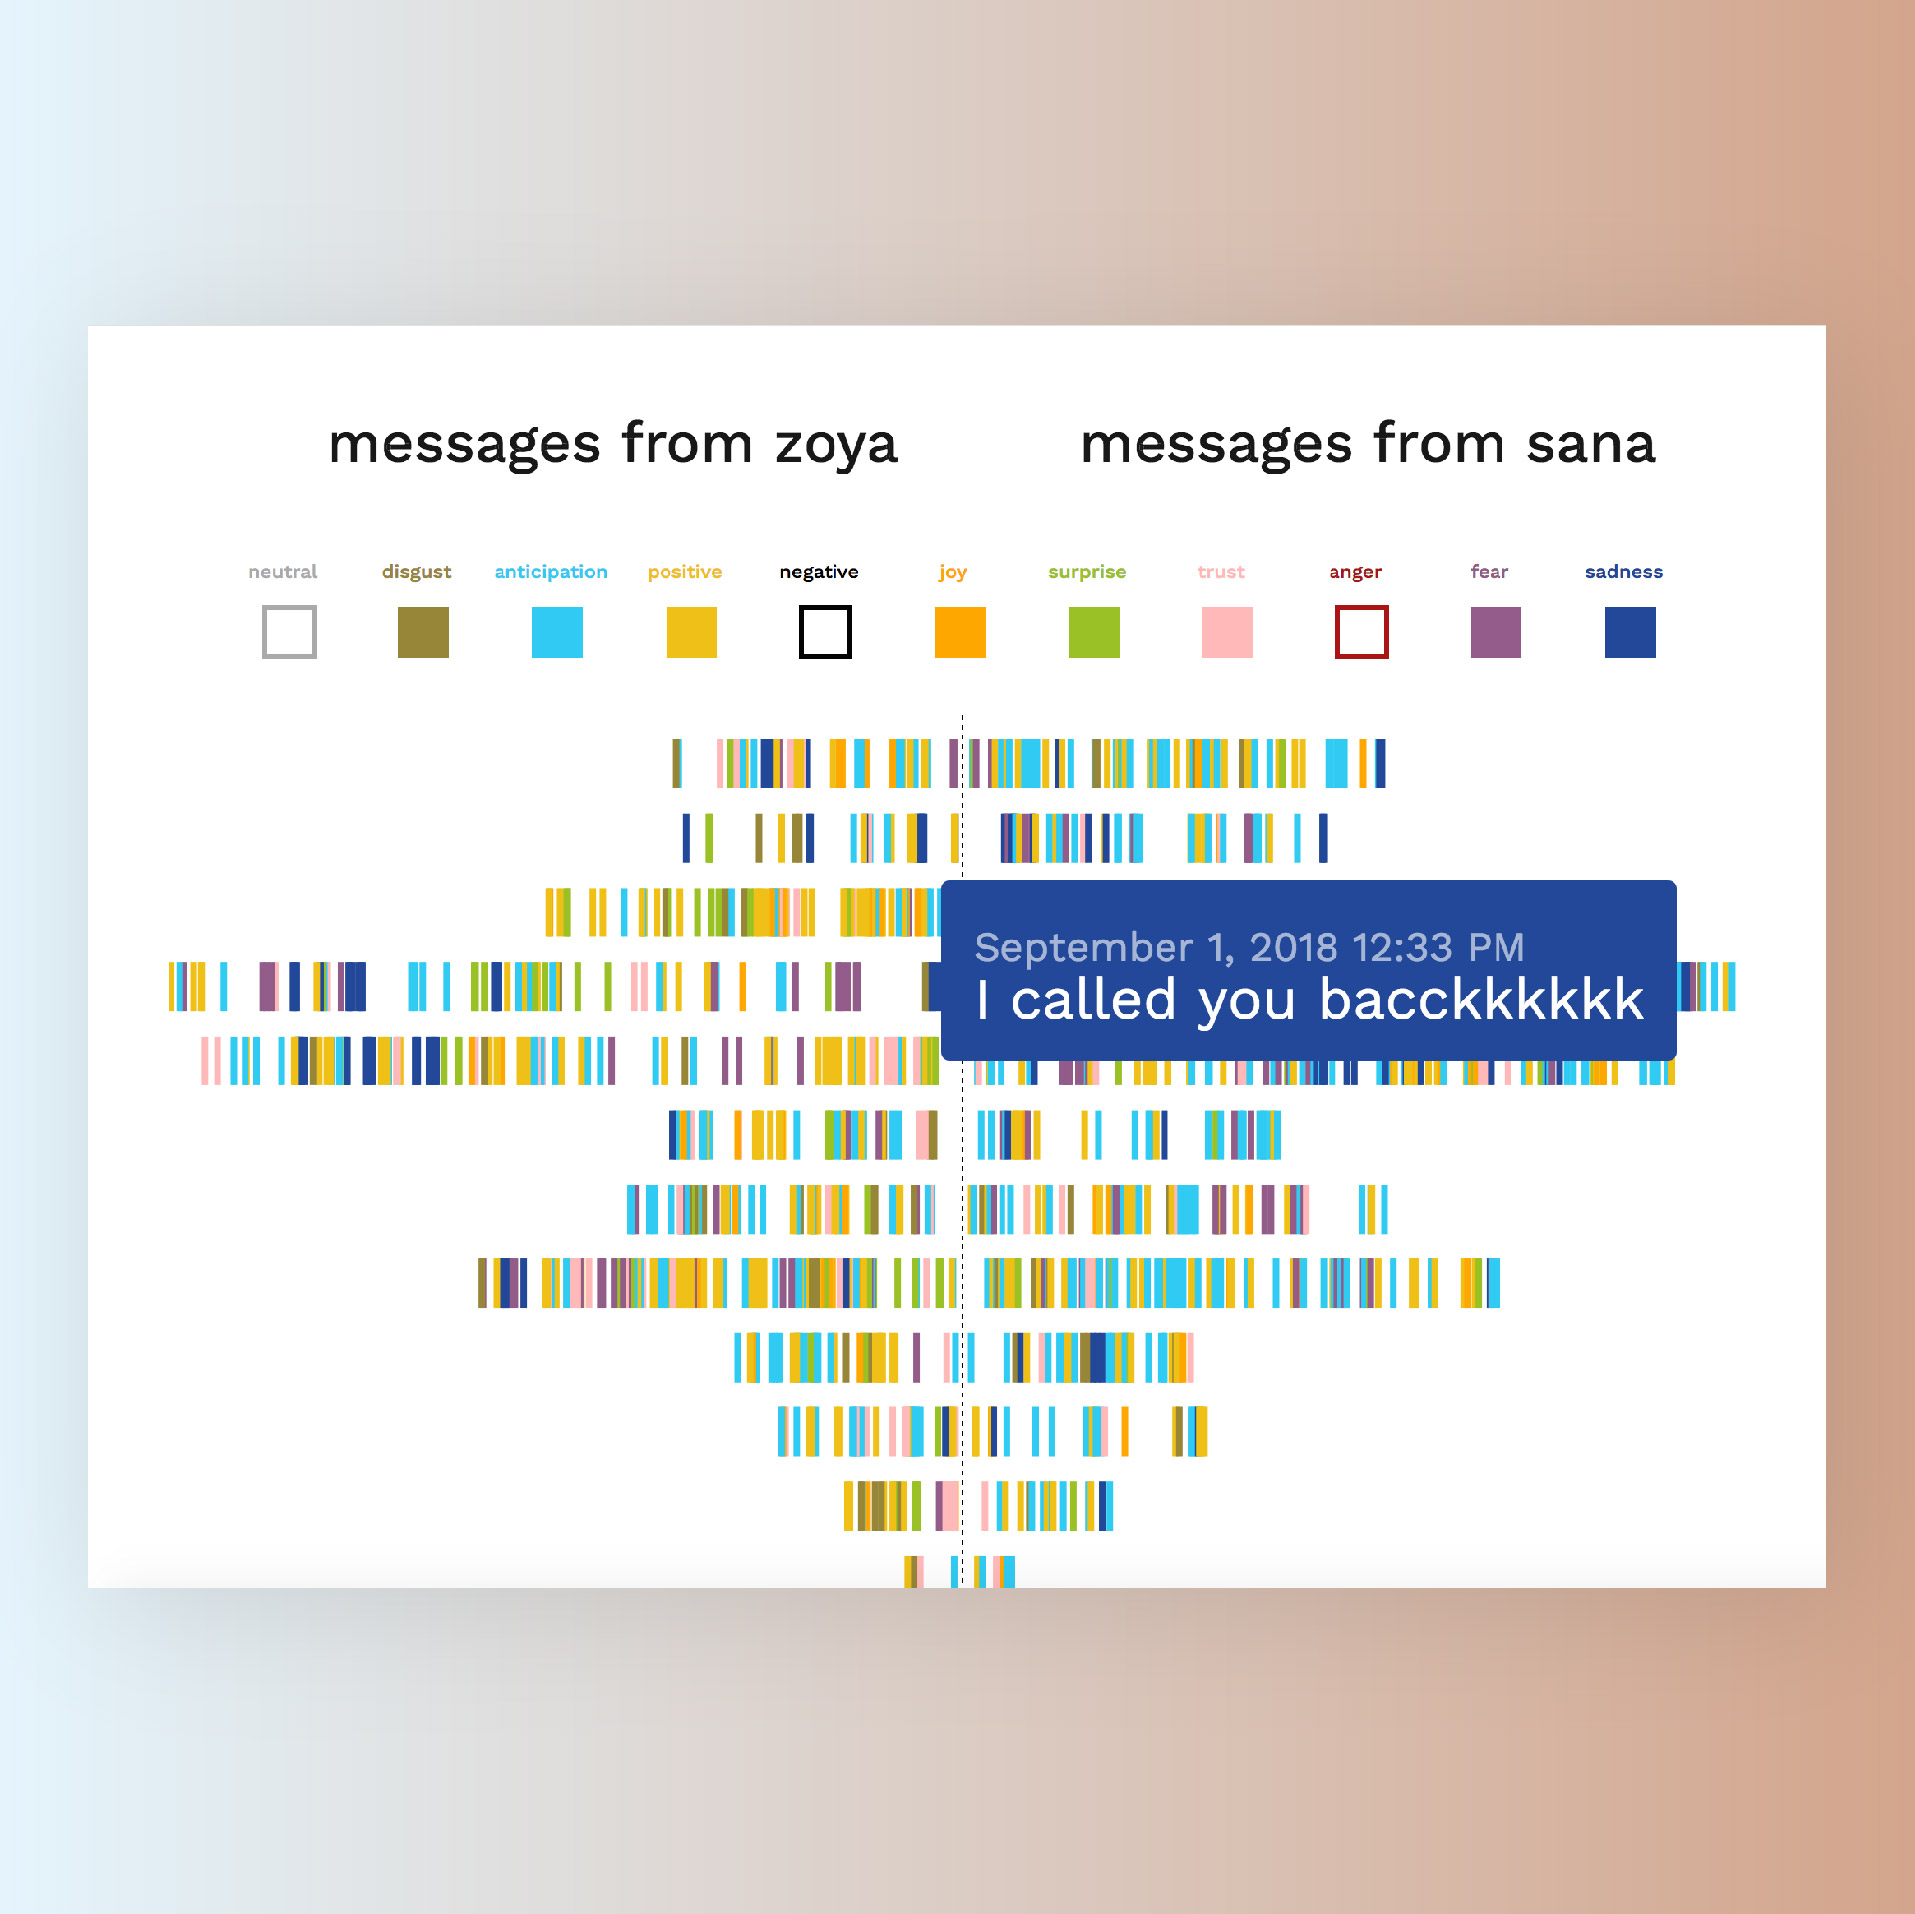 messages from zoya
messages from sana
neutral
disgust
anticipation
positive
negative
joy
surprise
trust
anger
fear
sadness
September 1, 2018 12:33 PM
I called you bacckkkkkk